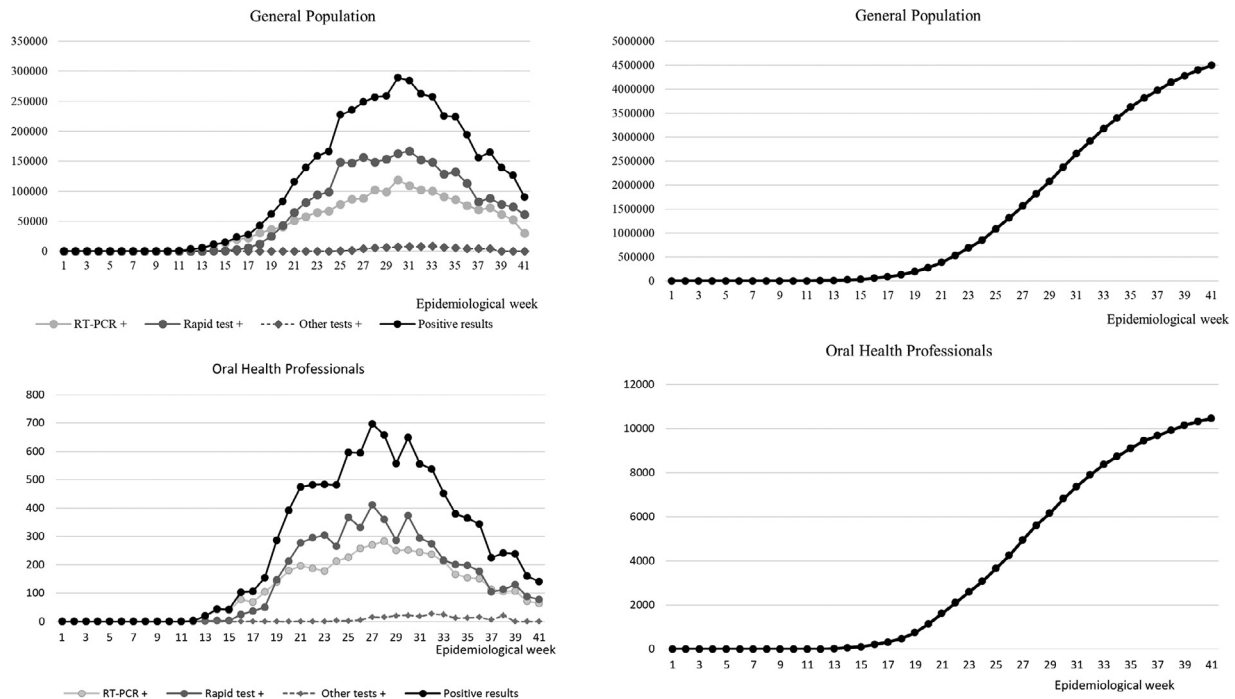 General Population
350000
300000
250000
200000
150000
100000
50000
0
1 3 5 7 9 11 13 15 17 19 21 23 25 27 29 31 33 35 37 39 41
Epidemiological week
RT-PCR + Rapid test + Other tests + Positive results
General Population
5000000
4500000
4000000
3500000
3000000
2500000
2000000
1500000
1000000
500000
0
1 3 5 7 9 11 13 15 17 19 21 23 25 27 29 31 33 35 37 39 41
Epidemiological week
Oral Health Professionals
800
700
600
500
400
300
200
100
0
1 3 5 7 9 11 13 15 17 19 21 23 25 27 29 31 33 35 37 39 41
Epidemiological week
RT-PCR + Rapid test + Other tests + Positive results
Oral Health Professionals
12000
10000
8000
6000
4000
2000
0
1 3 5 7 9 11 13 15 17 19 21 23 25 27 29 31 33 35 37 39 41
Epidemiological week